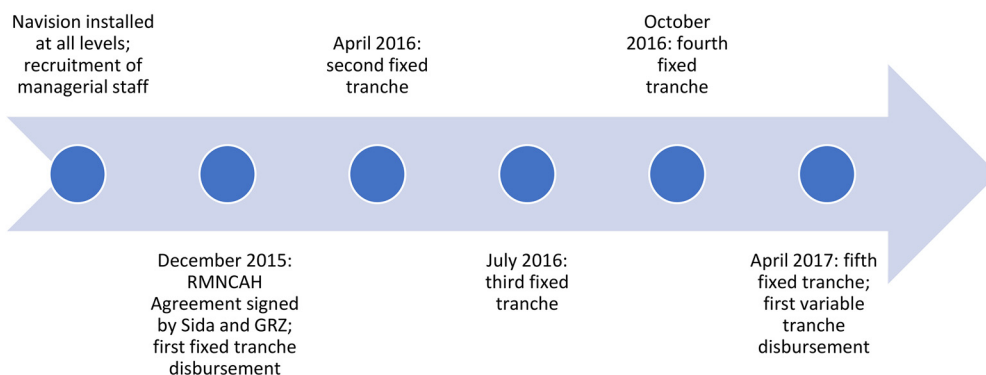 Navision installed
at all levels;
recruitment of
managerial staff
December 2015:
RMNCAH
Agreement signed
by Sida and GRZ;
first fixed tranche
disbursement
April 2016:
second fixed
tranche
July 2016:
third fixed
tranche
October
2016: fourth
fixed
tranche
April 2017: fifth
fixed tranche;
first variable
tranche
disbursement